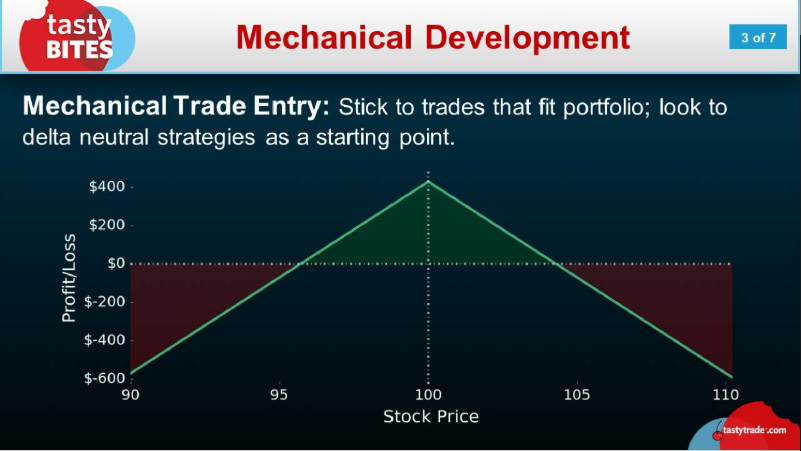 tasty
BITES
Mechanical Development
3 of 7
Mechanical Trade Entry: Stick to trades that fit portfolio; look to
delta neutral strategies as a starting point.
$400
$200
$0
$-200
$-400
$-600
Profit/Loss
90 95 100 105 110
Stock Price
tastytrade.com